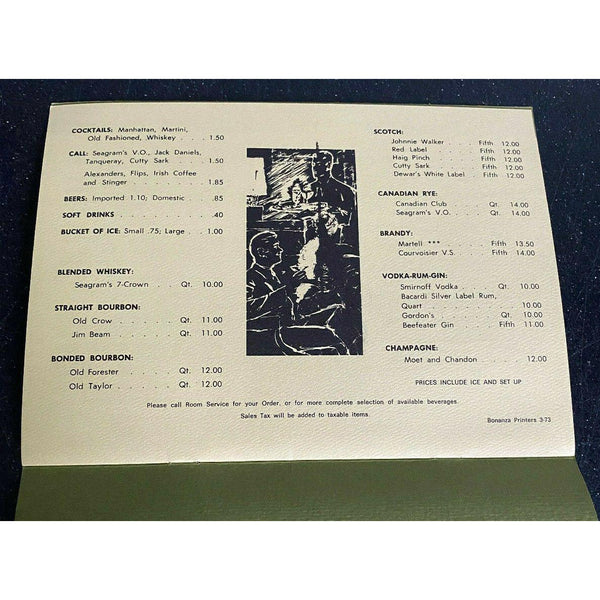 COCKTAILS: Manhattan, Martini,
Old Fashioned, Whiskey . . . 1.50
CALL: Seagram's V.O., Jack Daniels,
Tanqueray, Cutty Sark . . . . 1.50
Alexanders, Flips, Irish Coffee
and Stinger . . . . . . . . 1.85
BEERS: Imported 1.10; Domestic . .85
SOFT DRINKS . . . . . . . . .40
BUCKET OF ICE: Small .75; Large . . 1.00
BLENDED WHISKEY:
Seagram's 7-Crown . . Qt. 10.00
STRAIGHT BOURBON:
Old Crow . . . . . . Qt. 11.00
Jim Beam . . . . . . Qt. 11.00
BONDED BOURBON:
Old Forester . . . . . Qt. 12.00
Old Taylor . . . . . . Qt. 12.00
SCOTCH:
Johnnie Walker . . . . Fifth 12.00
Red Label . . . . . . Fifth 12.00
Haig Pinch . . . . . . Fifth 12.00
Cutty Sark . . . . . . Fifth 12.00
Dewar's White Label . . Fifth 12.00
CANADIAN RYE:
Canadian Club . . . . Qt. 14.00
Seagram's V.O. . . . . Qt. 14.00
BRANDY:
Martell *** . . . . . Fifth 13.50
Courvoisier V.S. . . . . Fifth 14.00
VODKA-RUM-GIN:
Smirnoff Vodka . . . . Qt. 10.00
Bacardi Silver Label Rum,
Quart . . . . . . . . 10.00
Gordon's . . . . . . Qt. 10.00
Beefeater Gin . . . . Fifth 11.00
CHAMPAGNE:
Moet and Chandon . . . . . 12.00
PRICES INCLUDE ICE AND SET UP
Please call Room Service for your Order, or for more complete selection of available beverages.
Sales Tax will be added to taxable items.
Bonanza Printers 3-73